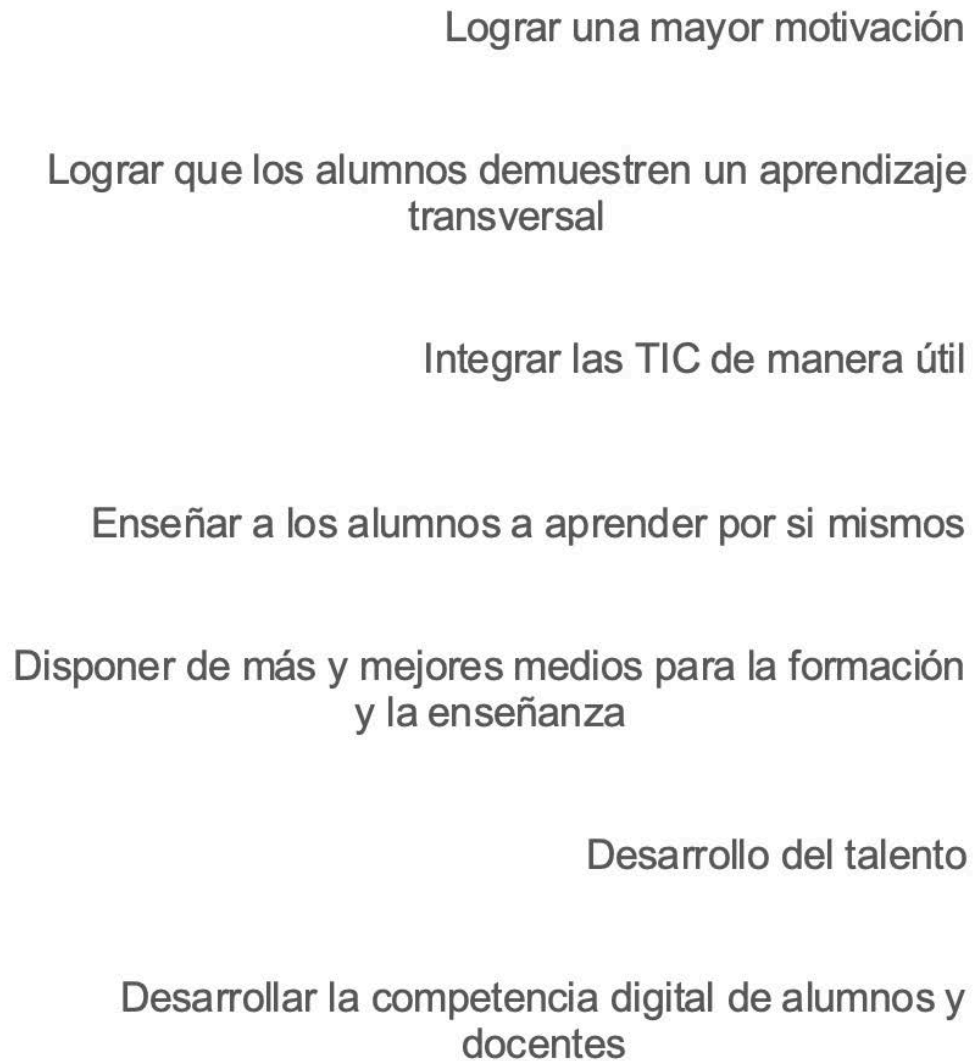 Lograr una mayor motivación
Lograr que los alumnos demuestren un aprendizaje
transversal
Integrar las TIC de manera útil
Enseñar a los alumnos a aprender por si mismos
Disponer de más y mejores medios para la formación
y la enseñanza
Desarrollo del talento
Desarrollar la competencia digital de alumnos y
docentes